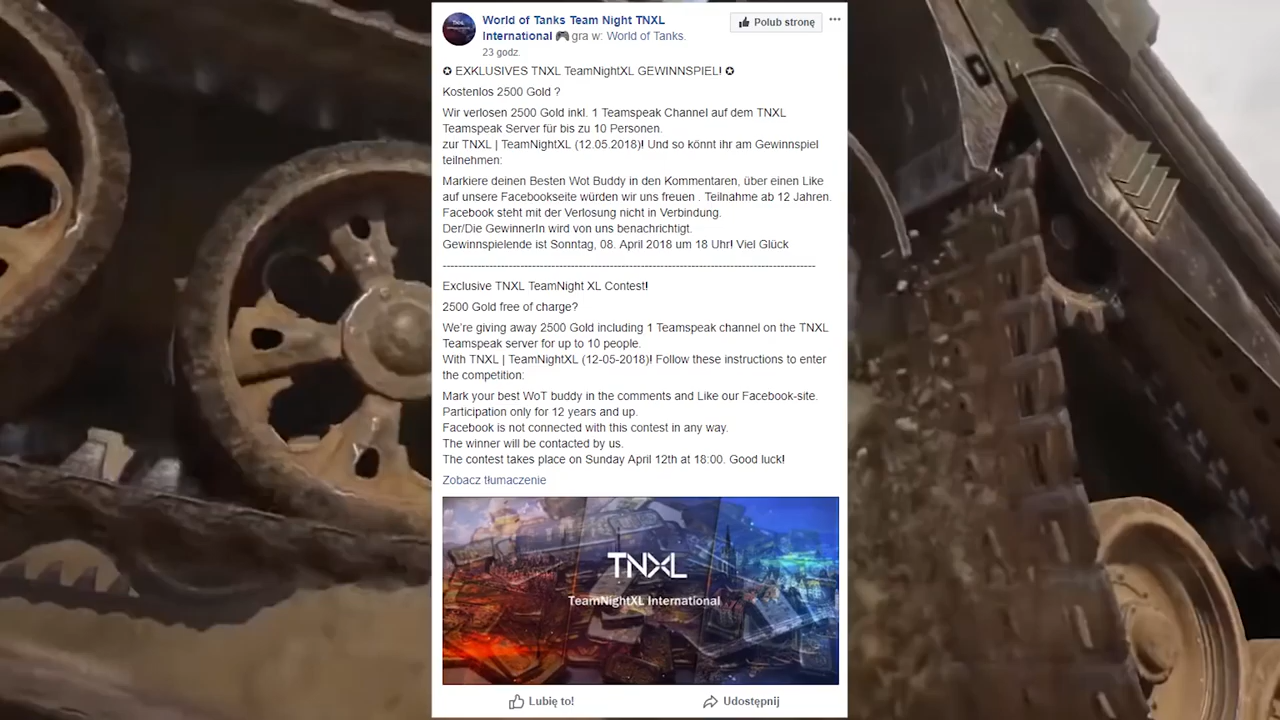 World of Tanks Team Night TNXL
International 🎮 gra w: World of Tanks.
23 godz.
Polub stronę
✪ EXKLUSIVES TNXL TeamNightXL GEWINNSPIEL! ✪
Kostenlos 2500 Gold ?
Wir verlosen 2500 Gold inkl. 1 Teamspeak Channel auf dem TNXL
Teamspeak Server für bis zu 10 Personen.
zur TNXL | TeamNightXL (12.05.2018)! Und so könnt ihr am Gewinnspiel
teilnehmen:
Markiere deinen Besten Wot Buddy in den Kommentaren, über einen Like
auf unsere Facebookseite würden wir uns freuen . Teilnahme ab 12 Jahren.
Facebook steht mit der Verlosung nicht in Verbindung.
Der/Die GewinnerIn wird von uns benachrichtigt.
Gewinnspielende ist Sonntag, 08. April 2018 um 18 Uhr! Viel Glück
--------------------------------------------------------------------------------------------
Exclusive TNXL TeamNight XL Contest!
2500 Gold free of charge?
We're giving away 2500 Gold including 1 Teamspeak channel on the TNXL
Teamspeak server for up to 10 people.
With TNXL | TeamNightXL (12-05-2018)! Follow these instructions to enter
the competition:
Mark your best WoT buddy in the comments and Like our Facebook-site.
Participation only for 12 years and up.
Facebook is not connected with this contest in any way.
The winner will be contacted by us.
The contest takes place on Sunday April 12th at 18:00. Good luck!
Zobacz tłumaczenie
TNXL
TeamNightXL International
Lubię to!
Udostępnij